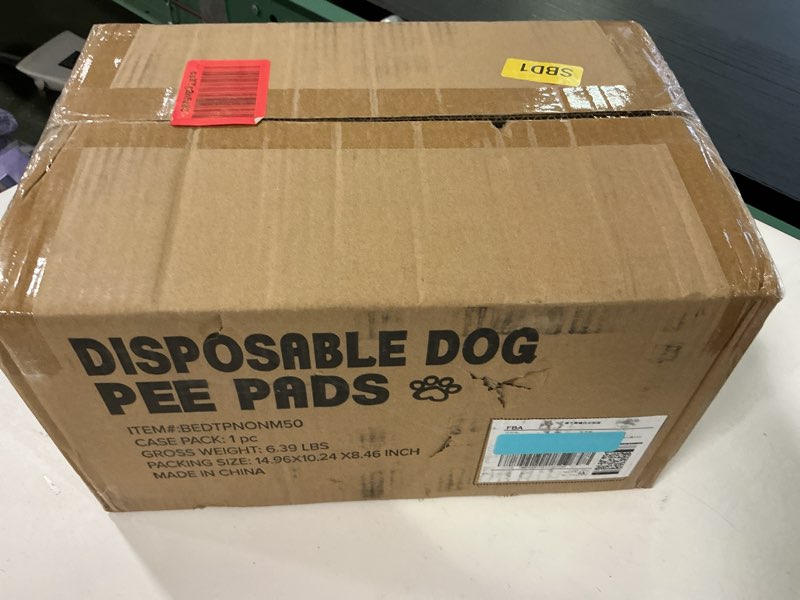 SBD1
DISPOSABLE DOG
PEE PADS
ITEM#:BEDTPNONM50
CASE PACK: 1 pc
GROSS WEIGHT: 6.39 LBS
PACKING SIZE: 14.96X10.24 X8.46 INCH
MADE IN CHINA
FBA